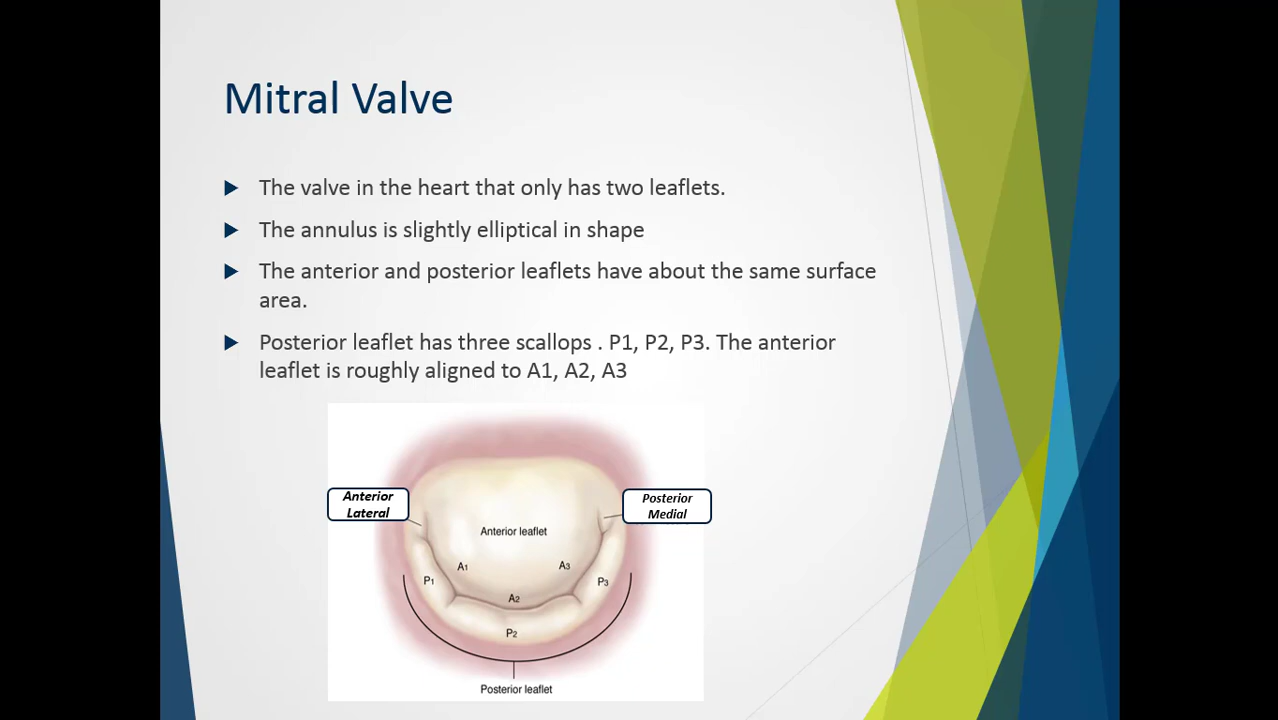 Mitral Valve
The valve in the heart that only has two leaflets.
The annulus is slightly elliptical in shape
The anterior and posterior leaflets have about the same surface
area.
Posterior leaflet has three scallops . P1, P2, P3. The anterior
leaflet is roughly aligned to A1, A2, A3
Anterior
Lateral
Posterior
Medial
Anterior leaflet
A1
A3
P1
P3
A2
P2
Posterior leaflet